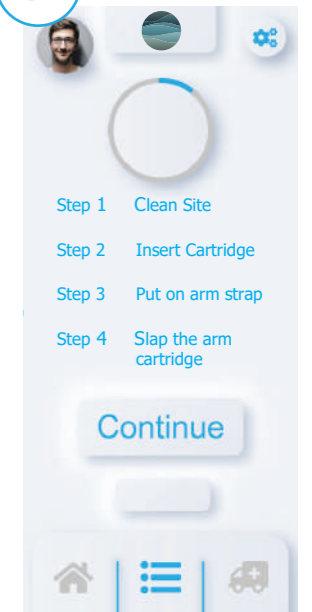 Step 1 Clean Site
Step 2 Insert Cartridge
Step 3 Put on arm strap
Step 4 Slap the arm
cartridge
Continue